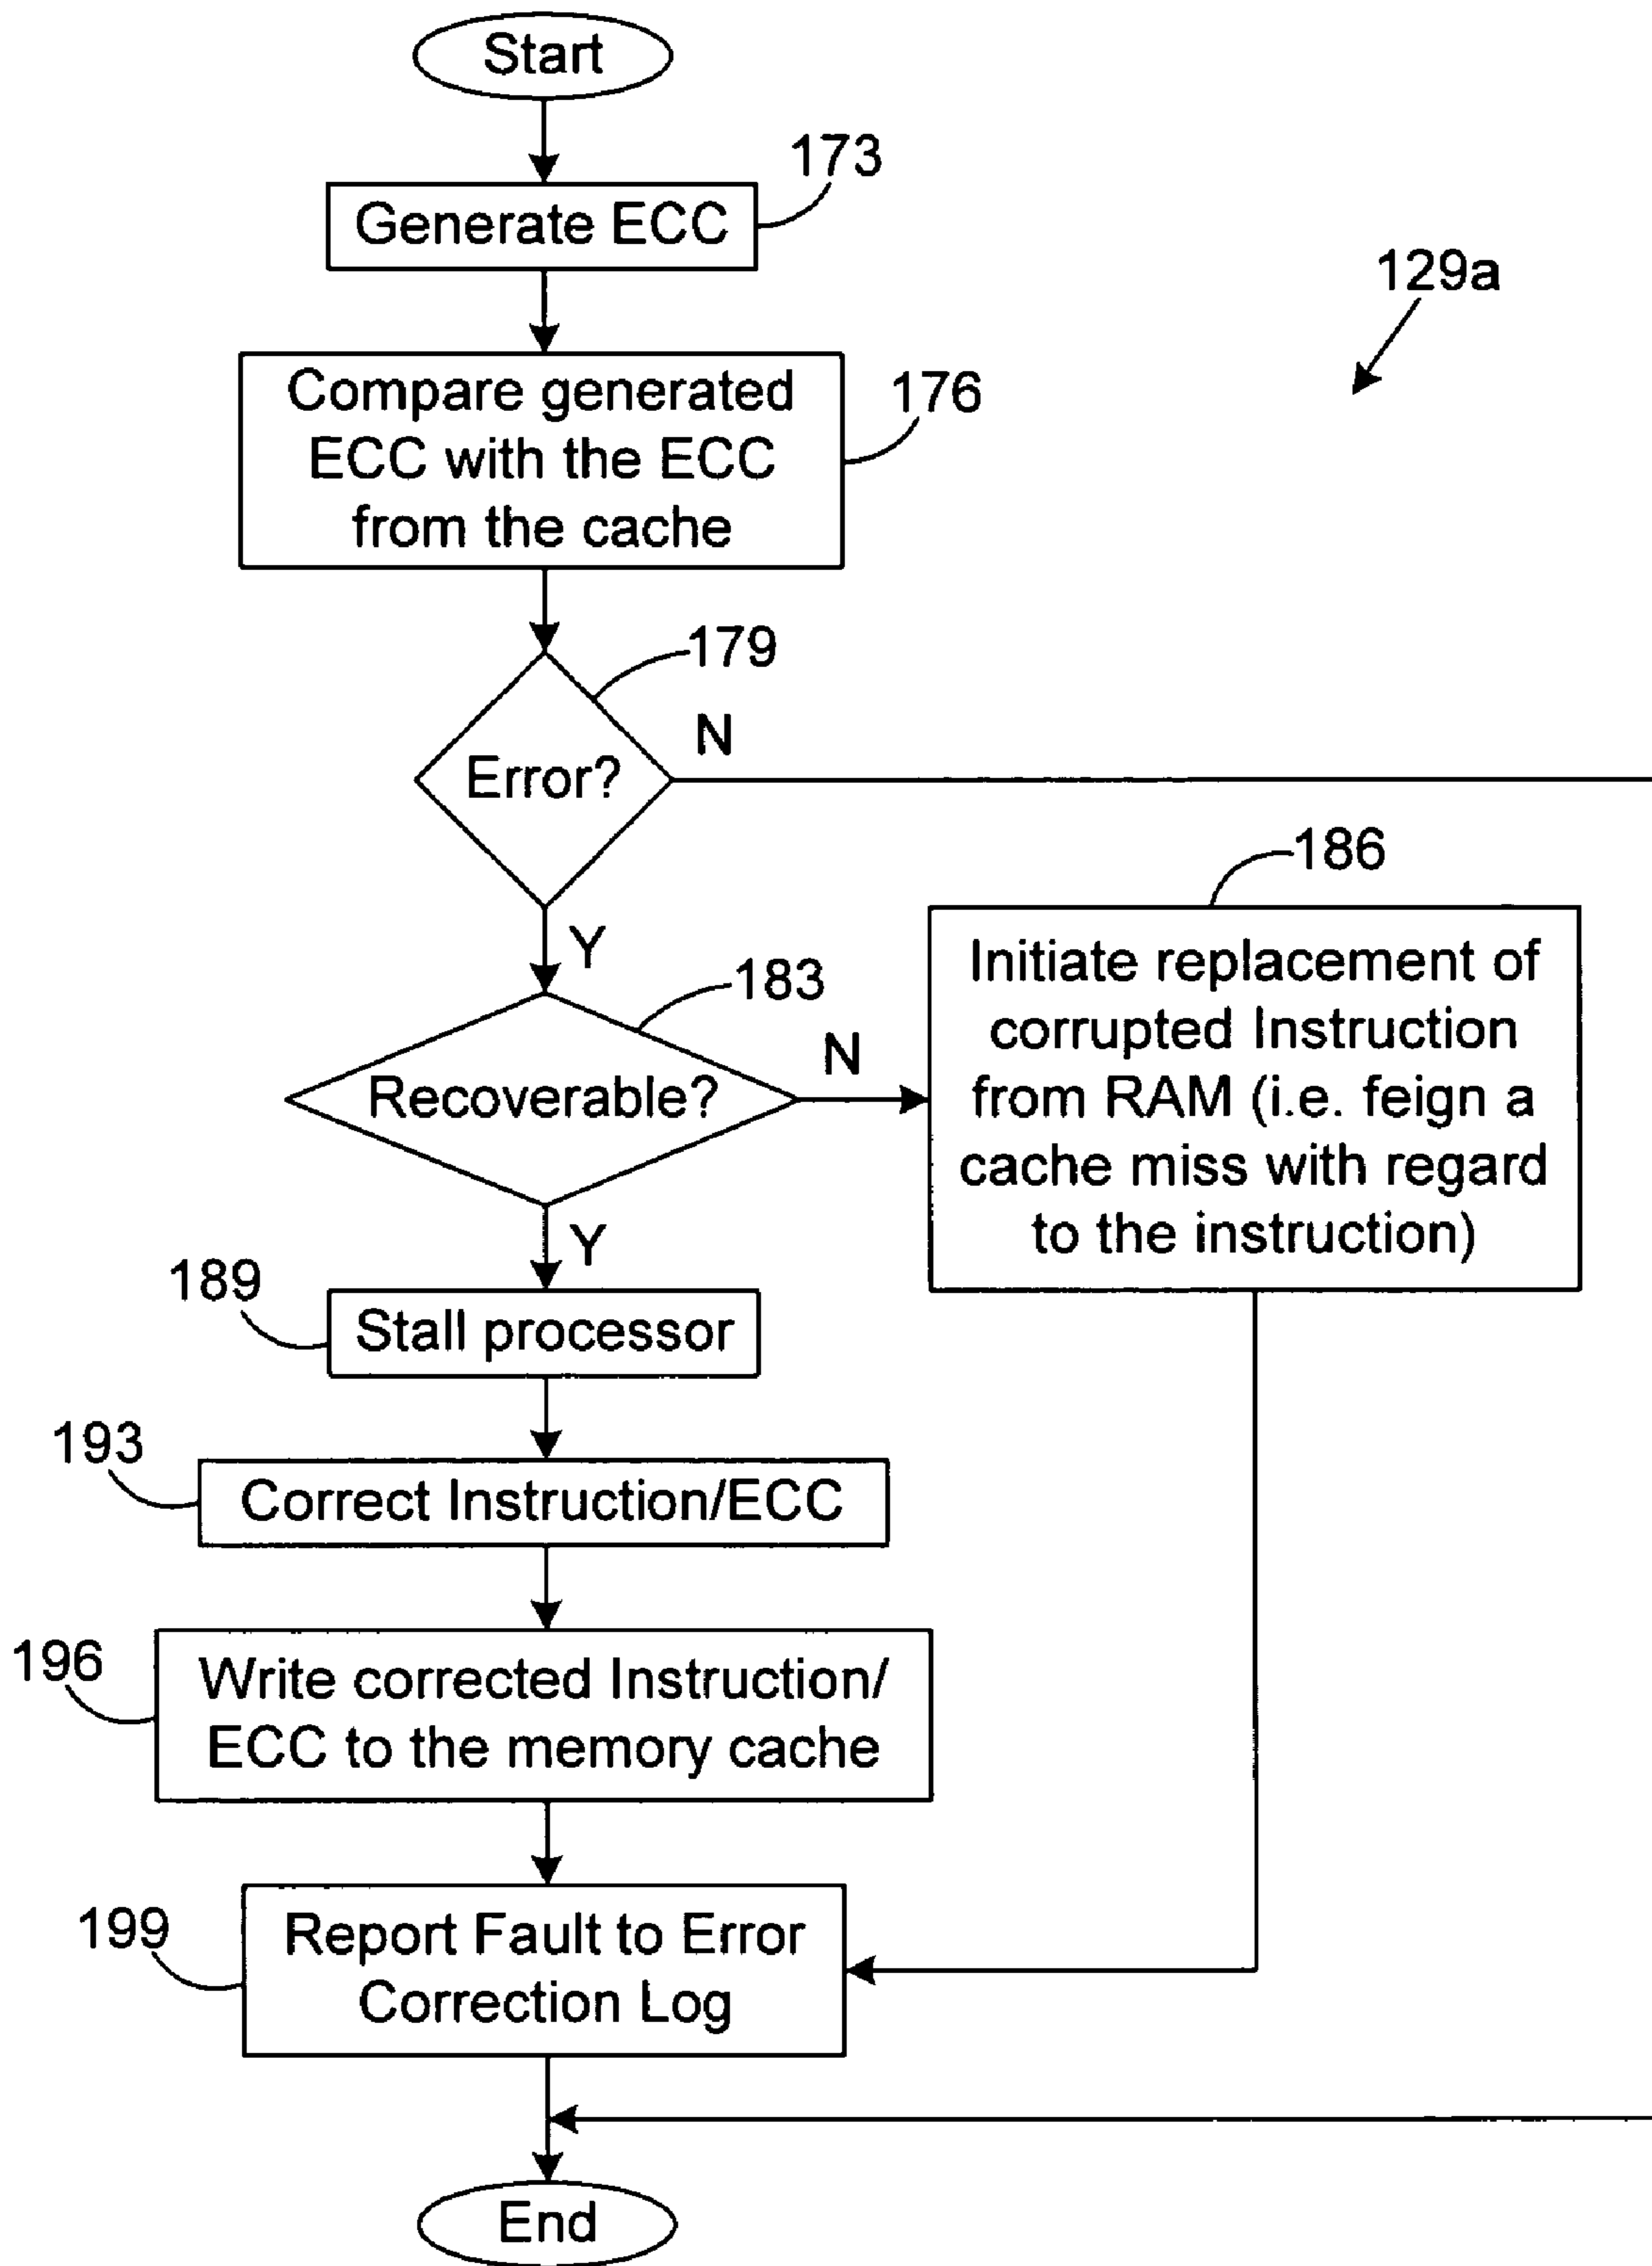 Start
173
Generate ECC
129a
Compare generated
ECC with the ECC
from the cache
176
179
Error?
N
Y
186
Initiate replacement of
corrupted Instruction
from RAM (i.e. feign a
cache miss with regard
to the instruction)
183
Recoverable?
N
Y
189
Stall processor
193
Correct Instruction/ECC
196
Write corrected Instruction/
ECC to the memory cache
199
Report Fault to Error
Correction Log
End